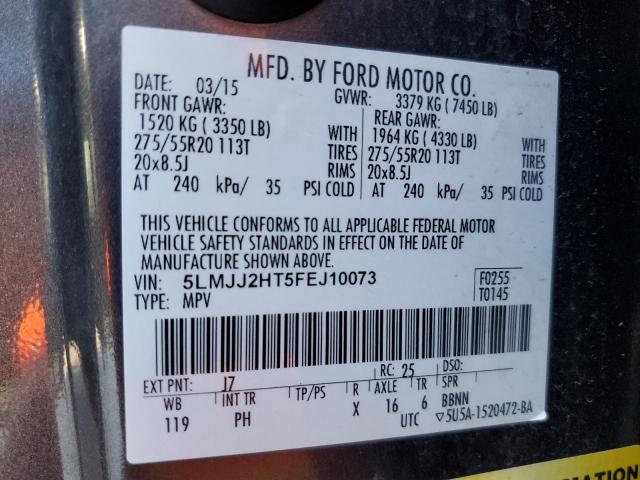 MFD. BY FORD MOTOR CO.
DATE: 03/15 GVWR: 3379 KG (7450 LB)
FRONT GAWR: REAR GAWR:
1520 KG (3350 LB) WITH 1964 KG (4330 LB) WITH
275/55R20 113T TIRES 275/55R20 113T TIRES
20x8.5J RIMS 20x8.5J RIMS
AT 240 kPa/ 35 PSI COLD AT 240 kPa/ 35 PSI COLD
THIS VEHICLE CONFORMS TO ALL APPLICABLE FEDERAL MOTOR
VEHICLE SAFETY STANDARDS IN EFFECT ON THE DATE OF
MANUFACTURE SHOWN ABOVE.
VIN: 5LMJJ2HT5FEJ10073 F0255
TYPE: MPV T0145
RC: 25 DSO:
EXT PNT: J7
WB INT TR TP/PS R AXLE TR SPR
119 PH X 16 6 BBNN
UTC ▽5U5A-1520472-BA